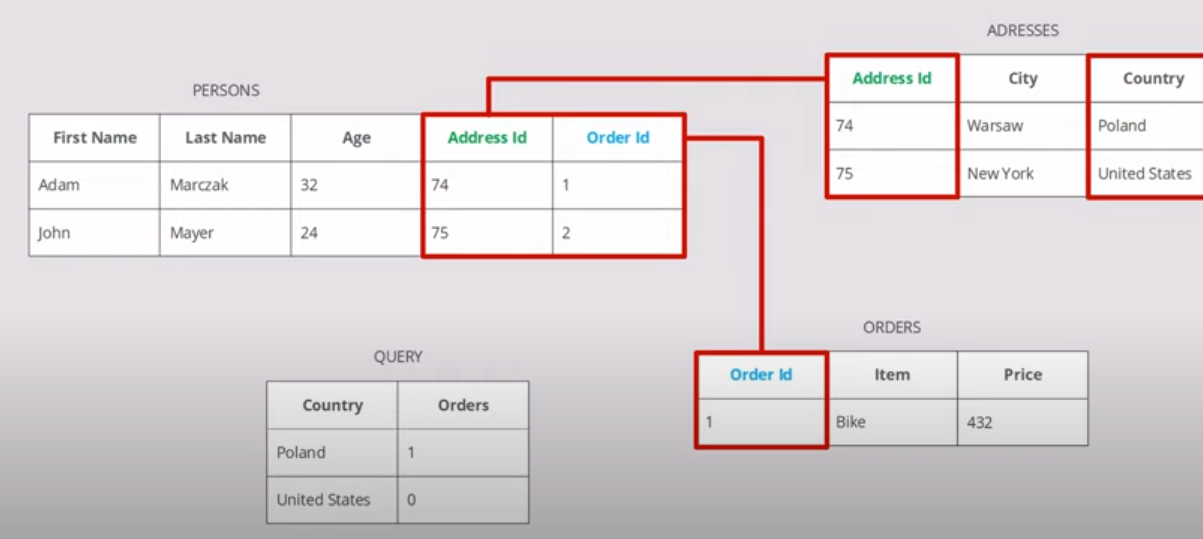 ADRESSES
Address Id City Country
74 Warsaw Poland
75 New York United States
PERSONS
First Name Last Name Age Address Id Order Id
Adam Marczak 32 74 1
John Mayer 24 75 2
QUERY
Country Orders
Poland 1
United States 0
ORDERS
Order Id Item Price
1 Bike 432